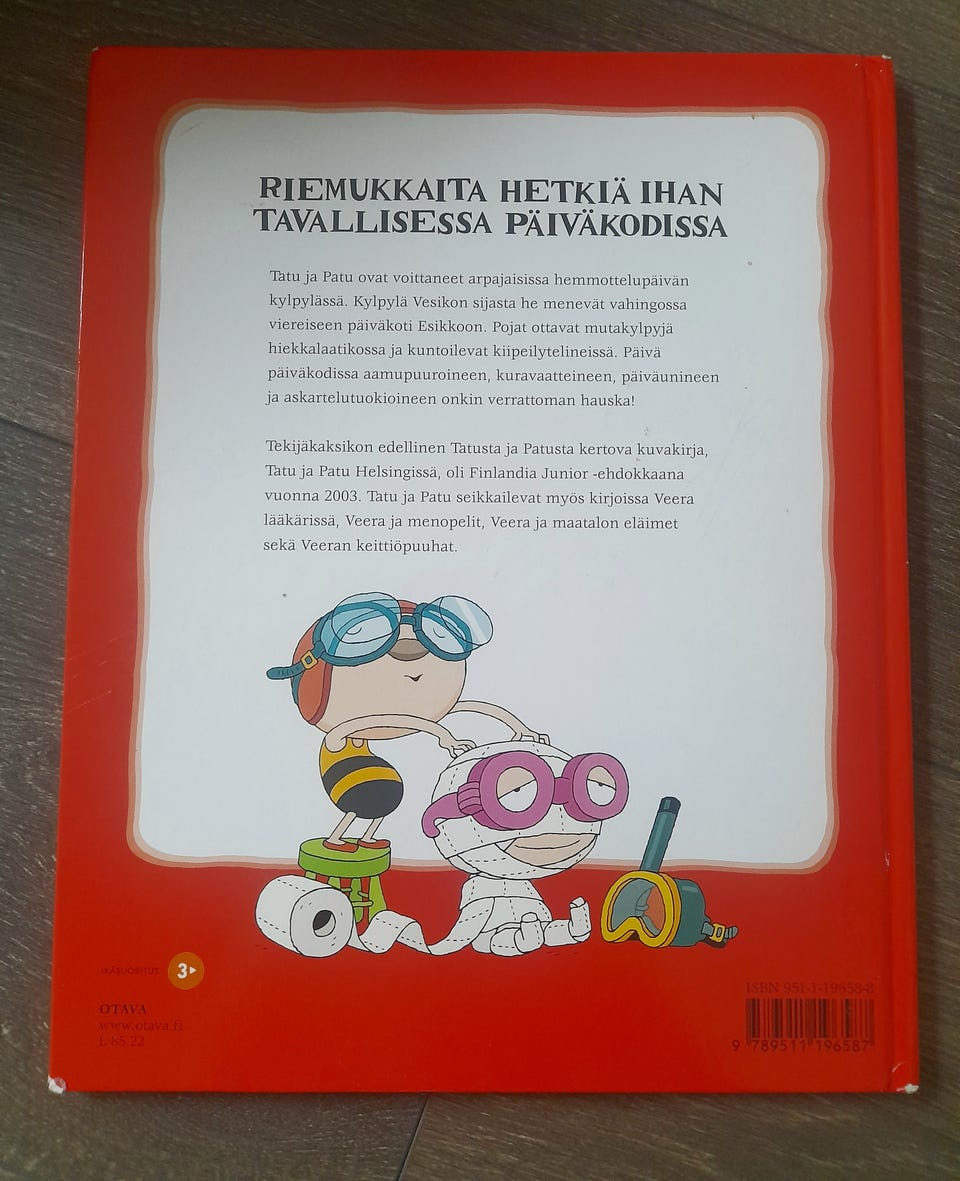 RIEMUKKAITA HETKIÄ IHAN
TAVALLISESSA PÄIVÄKODISSA
Tatu ja Patu ovat voittaneet arpajaisissa hemmottelupäivän
kylpylässä. Kylpylä Vesikon sijasta he menevät vahingossa
viereiseen päiväkoti Esikkoon. Pojat ottavat mutakylpyjä
hiekkalaatikossa ja kuntoilevat kiipeilytelineissä. Päivä
päiväkodissa aamupuuroineen, kuravaatteineen, päiväunineen
ja askartelutuokioineen onkin verrattoman hauska!
Tekijäkaksikon edellinen Tatusta ja Patusta kertova kuvakirja,
Tatu ja Patu Helsingissä, oli Finlandia Junior -ehdokkaana
vuonna 2003. Tatu ja Patu seikkailevat myös kirjoissa Veera
lääkärissä, Veera ja menopelit, Veera ja maatalon eläimet
sekä Veeran keittiöpuuhat.
IKÄSUOSITUS 3
OTAVA
www.otava.fi
L 85.22
ISBN 951-1-19658-8
9 789511 196587